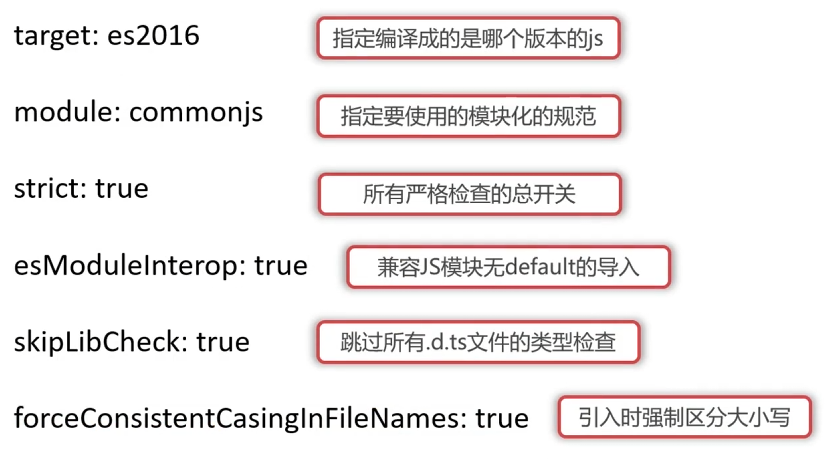 target: es2016 指定编译成的是哪个版本的js
module: commonjs 指定要使用的模块化的规范
strict: true 所有严格检查的总开关
esModuleInterop: true 兼容JS模块无default的导入
skipLibCheck: true 跳过所有.d.ts文件的类型检查
forceConsistentCasingInFileNames: true 引入时强制区分大小写